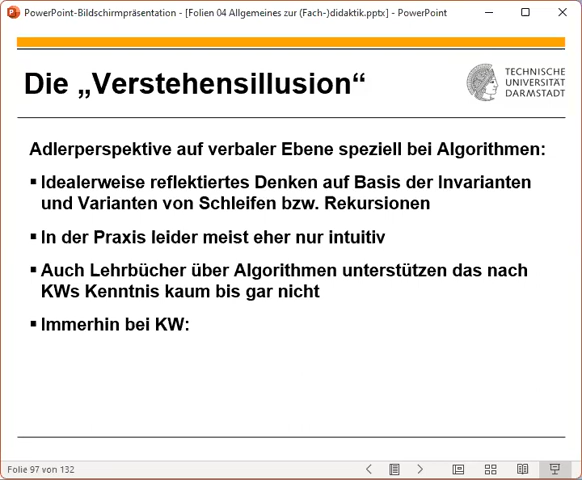 PowerPoint-Bildschirmpräsentation - [Folien 04 Allgemeines zur (Fach-)didaktik.pptx] - PowerPoint
Die „Verstehensillusion“
TECHNISCHE
UNIVERSITÄT
DARMSTADT
Adlerperspektive auf verbaler Ebene speziell bei Algorithmen:
▪ Idealerweise reflektiertes Denken auf Basis der Invarianten
und Varianten von Schleifen bzw. Rekursionen
▪ In der Praxis leider meist eher nur intuitiv
▪ Auch Lehrbücher über Algorithmen unterstützen das nach
KWs Kenntnis kaum bis gar nicht
▪ Immerhin bei KW:
Folie 97 von 132